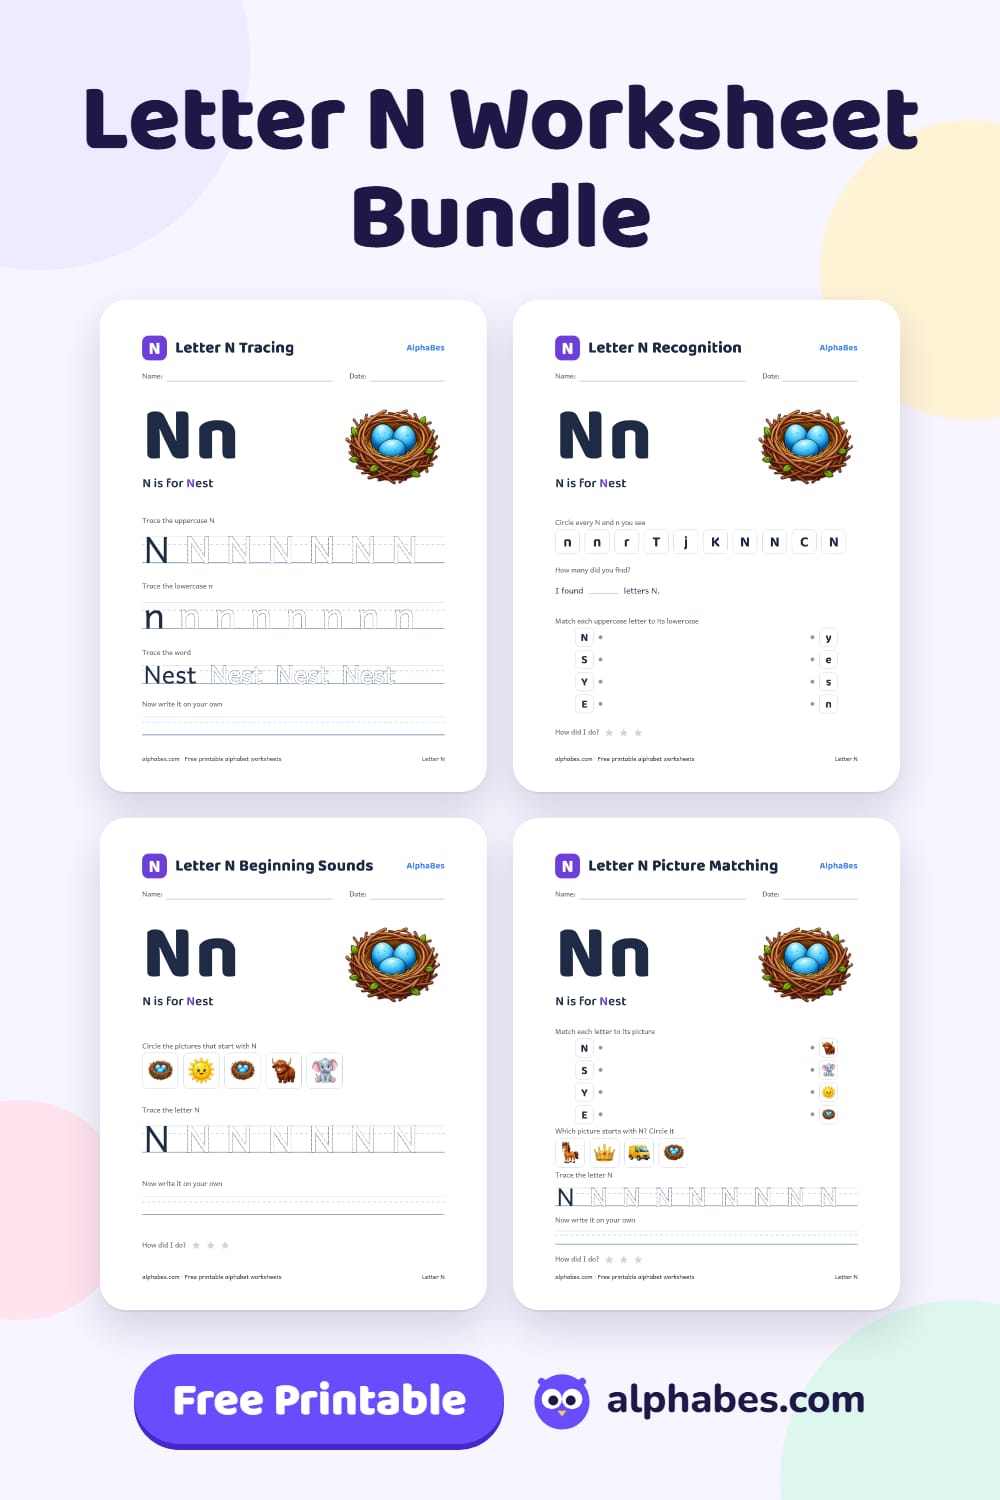 Letter N Worksheet
Bundle
N Letter N Tracing AlphaBes
Name: Date:
Nn
N is for Nest
Trace the uppercase N
N N N N N N N
Trace the lowercase n
n n n n n n n n
Trace the word
Nest Nest Nest Nest
Now write it on your own
alphabes.com Free printable alphabet worksheets Letter N
N Letter N Recognition AlphaBes
Name: Date:
Nn
N is for Nest
Circle every N and n you see
n n r T j K N N C N
How many did you find?
I found letters N.
Match each uppercase letter to its lowercase
N y
S e
Y s
E n
How did I do?
alphabes.com Free printable alphabet worksheets Letter N
N Letter N Beginning Sounds AlphaBes
Name: Date:
Nn
N is for Nest
Circle the pictures that start with N
Trace the letter N
N N N N N N N
Now write it on your own
How did I do?
alphabes.com Free printable alphabet worksheets Letter N
N Letter N Picture Matching AlphaBes
Name: Date:
Nn
N is for Nest
Match each letter to its picture
N
S
Y
E
Which picture starts with N? Circle it
Trace the letter N
N N N N N N N N N
Now write it on your own
How did I do?
alphabes.com Free printable alphabet worksheets Letter N
Free Printable alphabes.com